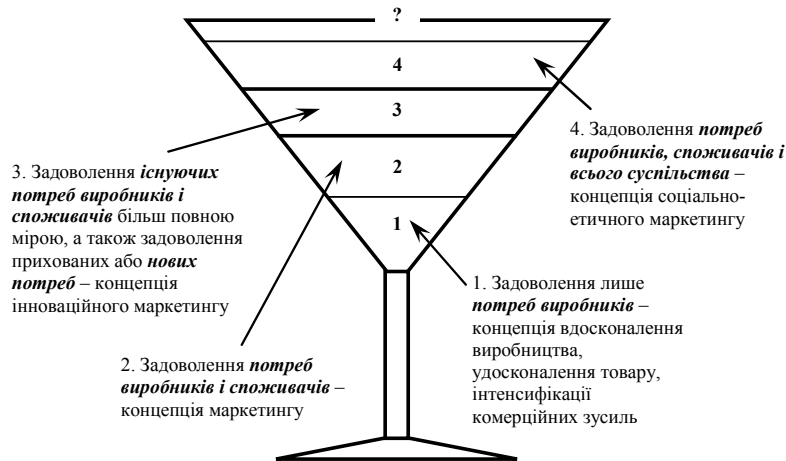 ?
4
3
2
1
4. Задоволення потреб
виробників, споживачів і
всього суспільства –
концепція соціально-
етичного маркетингу
3. Задоволення існуючих
потреб виробників і
споживачів більш повною
мірою, а також задоволення
прихованих або нових
потреб – концепція
інноваційного маркетингу
1. Задоволення лише
потреб виробників –
концепція вдосконалення
виробництва,
удосконалення товару,
інтенсифікації
комерційних зусиль
2. Задоволення потреб
виробників і споживачів –
концепція маркетингу